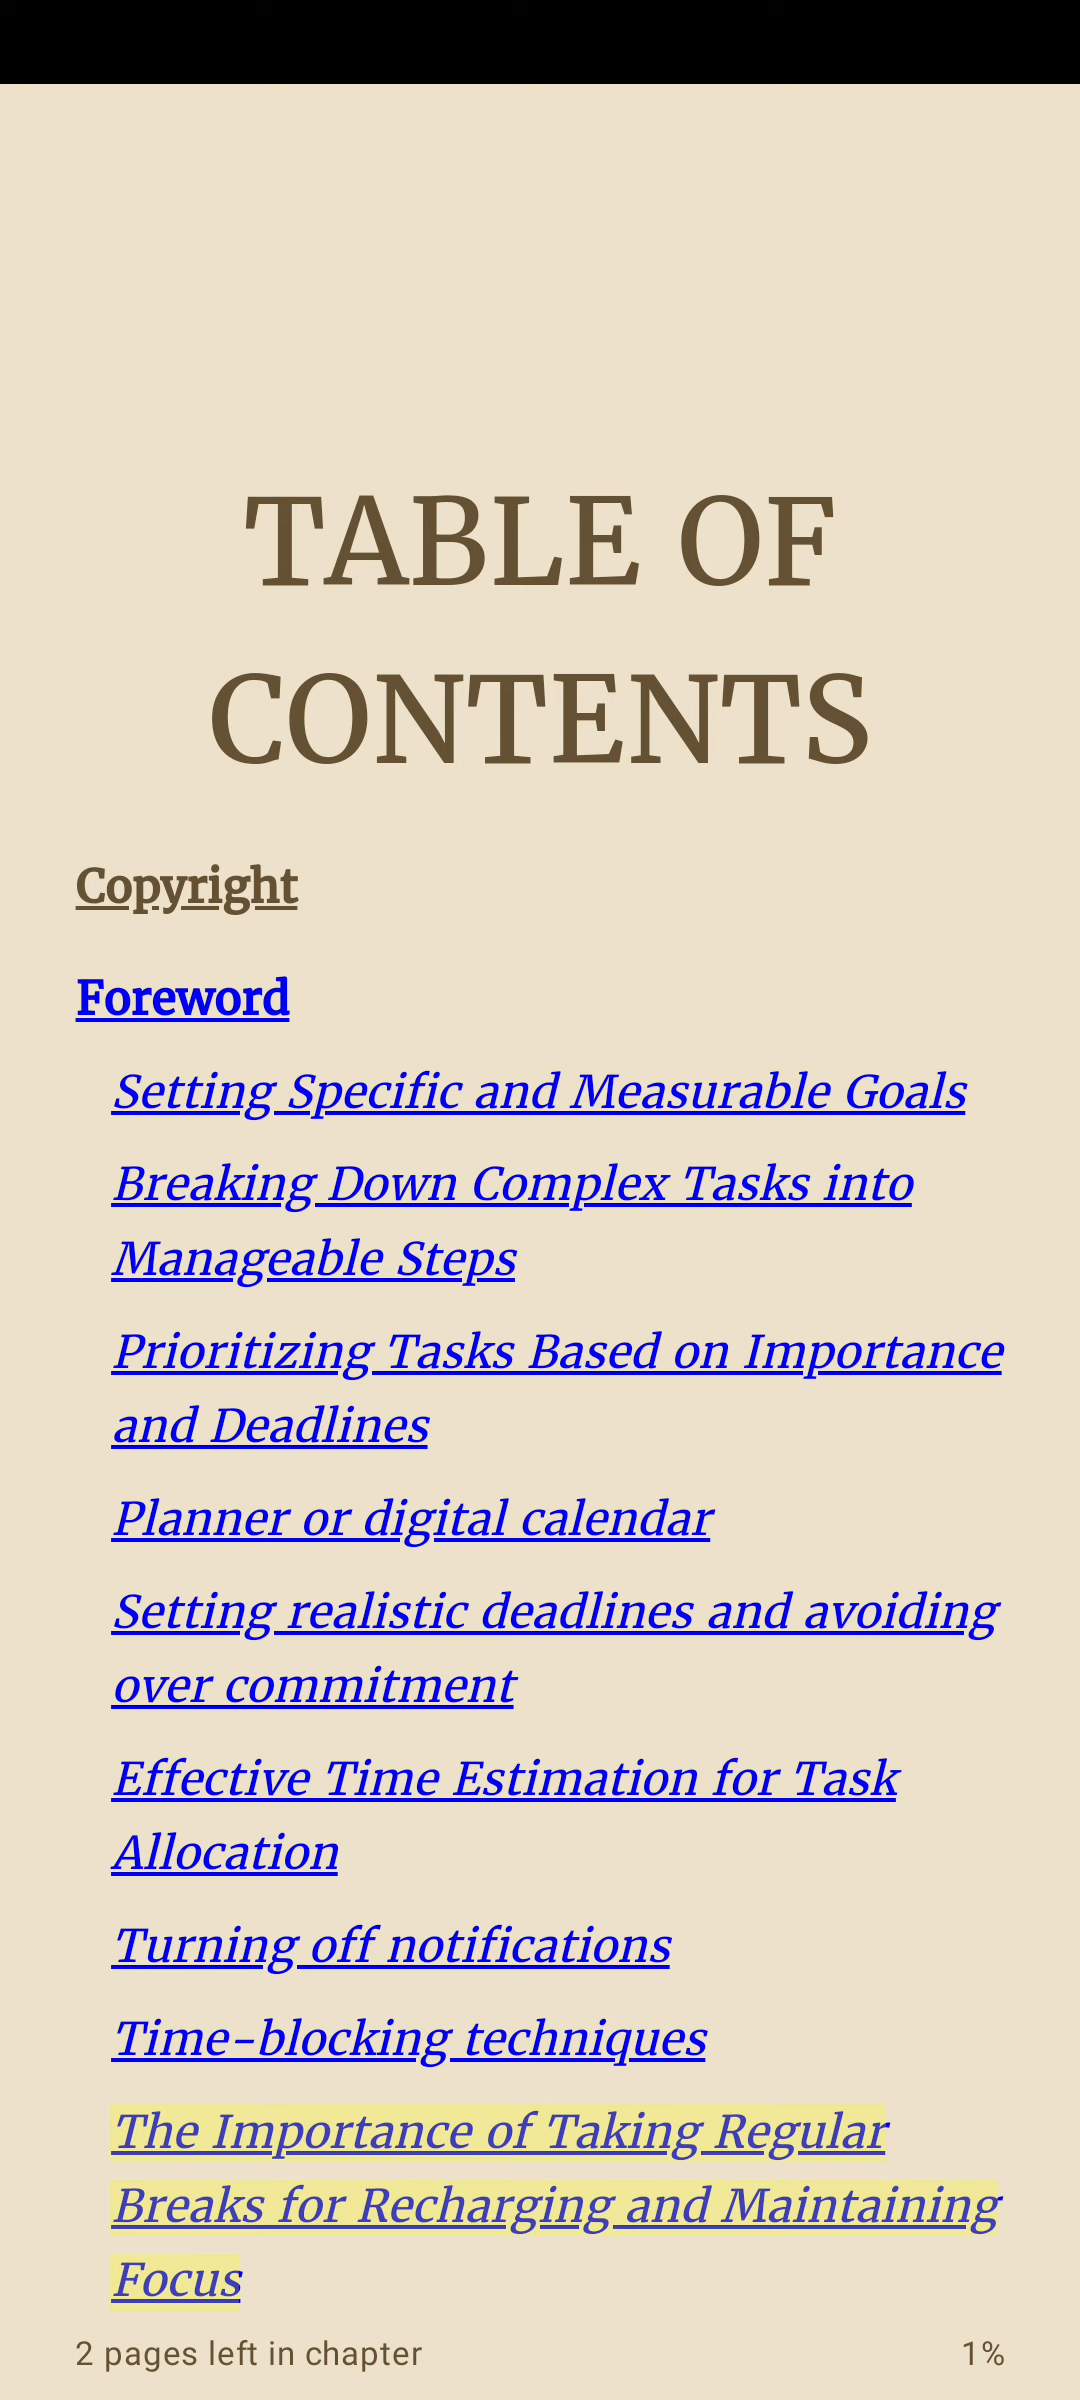 TABLE OF
CONTENTS
Copyright
Foreword
Setting Specific and Measurable Goals
Breaking Down Complex Tasks into
Manageable Steps
Prioritizing Tasks Based on Importance
and Deadlines
Planner or digital calendar
Setting realistic deadlines and avoiding
over commitment
Effective Time Estimation for Task
Allocation
Turning off notifications
Time-blocking techniques
The Importance of Taking Regular
Breaks for Recharging and Maintaining
Focus
2 pages left in chapter 1%